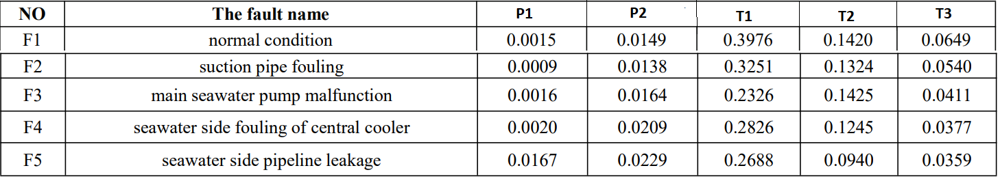 NO The fault name P1 P2 T1 T2 T3
F1 normal condition 0.0015 0.0149 0.3976 0.1420 0.0649
F2 suction pipe fouling 0.0009 0.0138 0.3251 0.1324 0.0540
F3 main seawater pump malfunction 0.0016 0.0164 0.2326 0.1425 0.0411
F4 seawater side fouling of central cooler 0.0020 0.0209 0.2826 0.1245 0.0377
F5 seawater side pipeline leakage 0.0167 0.0229 0.2688 0.0940 0.0359